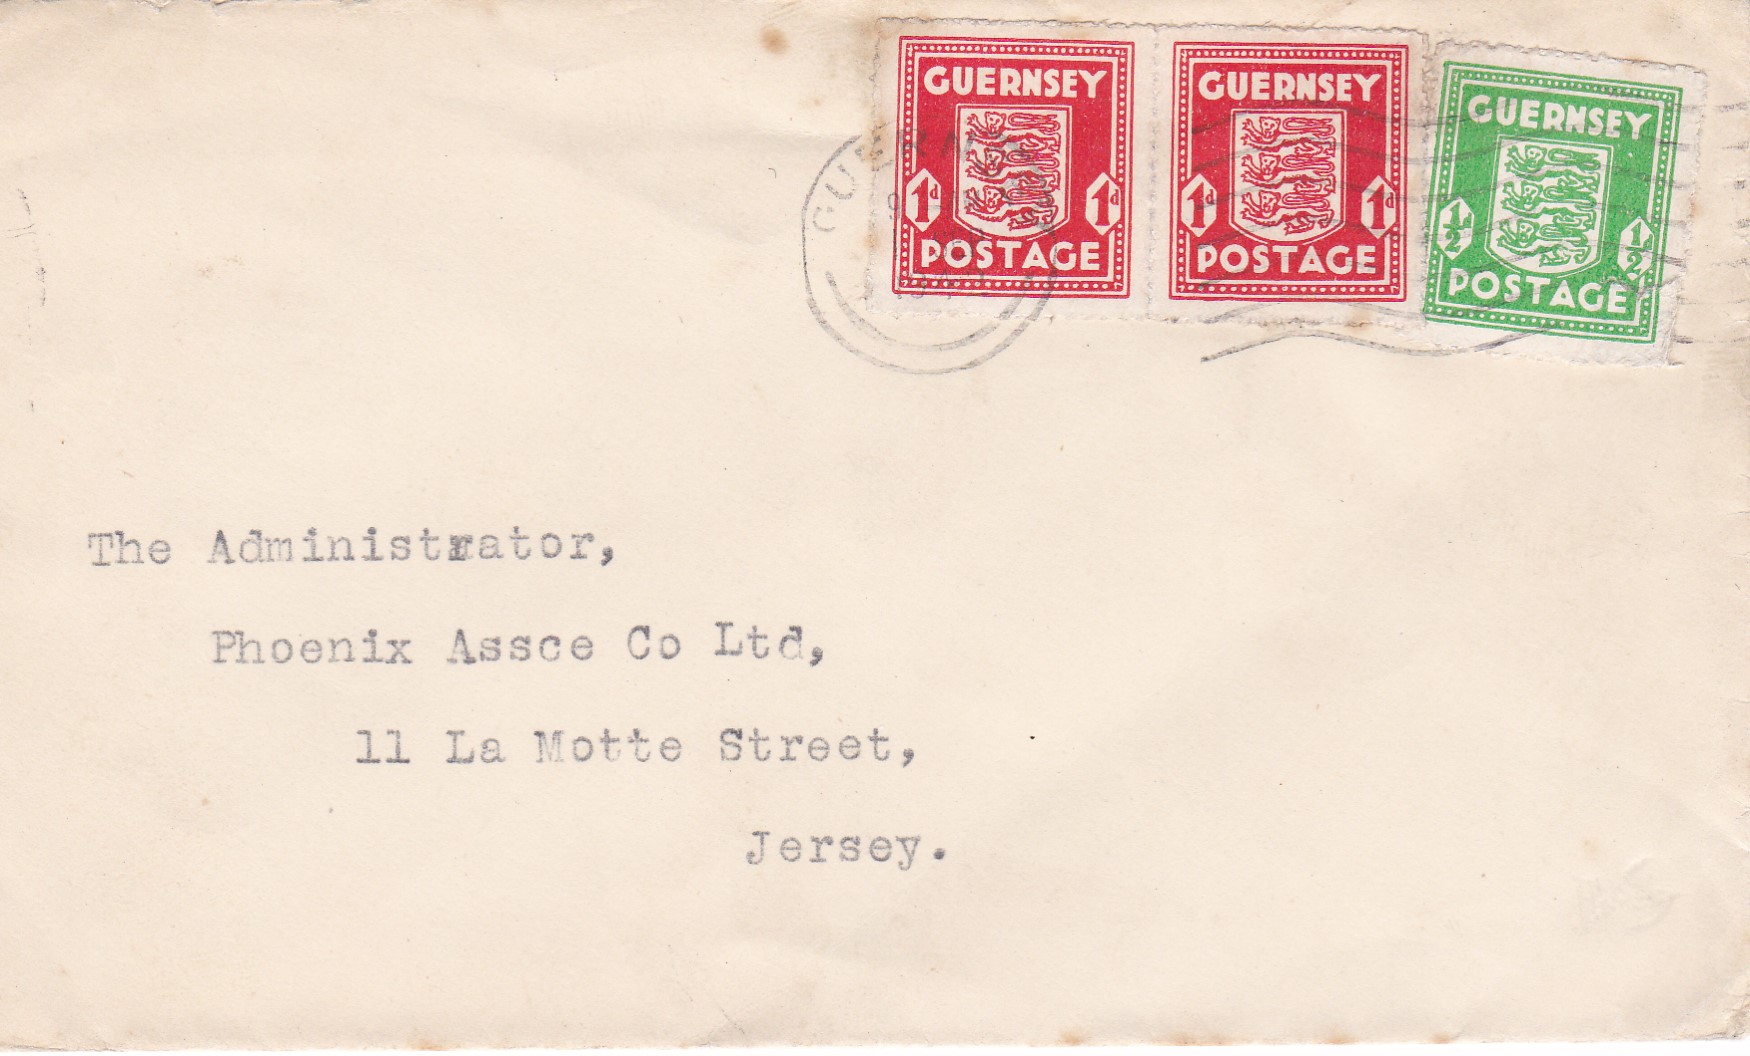 GUERNSEY
1d 1d
POSTAGE
GUERNSEY
1d 1d
POSTAGE
GUERNSEY
½ ½
POSTAGE
GUERNSEY
The Administrator,
Phoenix Assce Co Ltd,
11 La Motte Street,
Jersey.